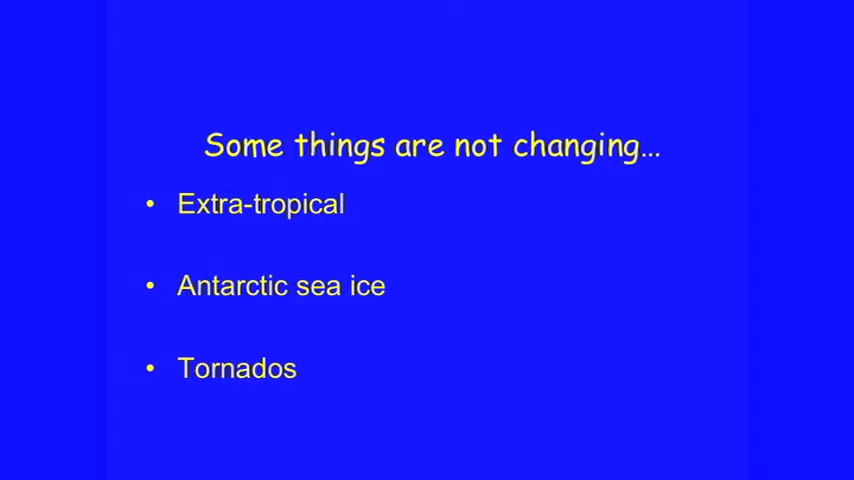 Some things are not changing…
• Extra-tropical
• Antarctic sea ice
• Tornados